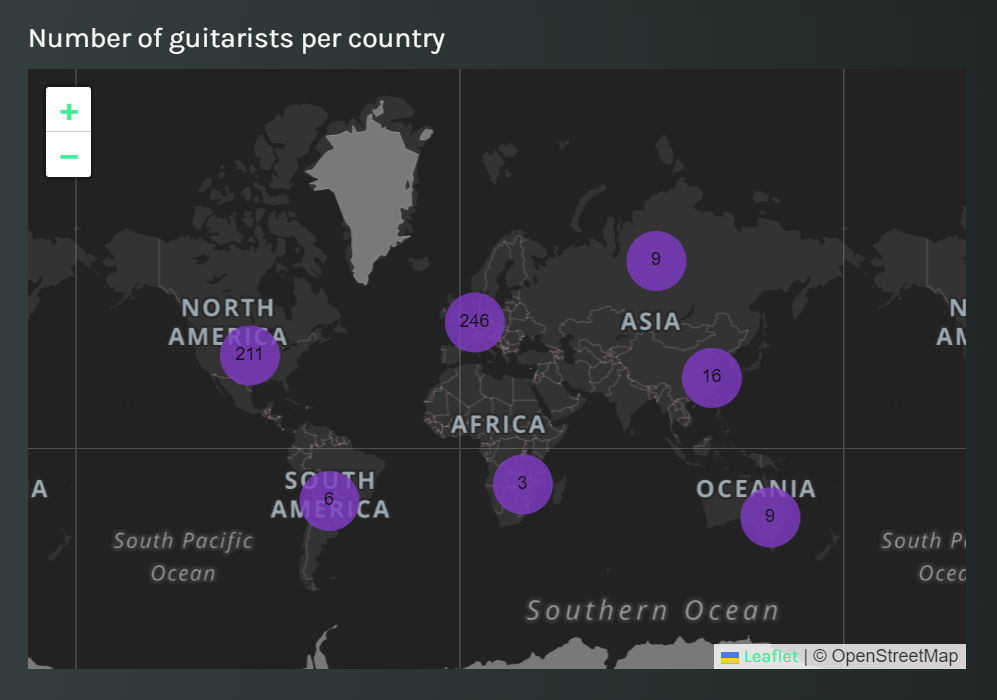 Number of guitarists per country
+
−
9
NORTH
AMERICA
211
246
ASIA
16
AFRICA
SOUTH
AMERICA
6
3
OCEANIA
9
A
N
AM
South Pacific
Ocean
South P
Ocea
Southern Ocean
Leaflet | © OpenStreetMap